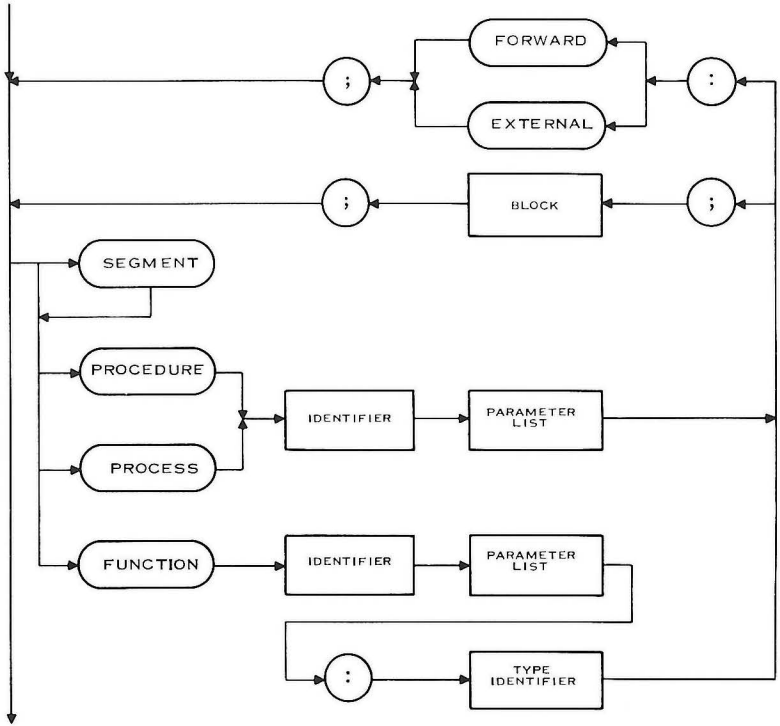 FORWARD
;
:
EXTERNAL
;
BLOCK
;
SEGMENT
PROCEDURE
IDENTIFIER
PARAMETER
LIST
PROCESS
FUNCTION
IDENTIFIER
PARAMETER
LIST
:
TYPE
IDENTIFIER